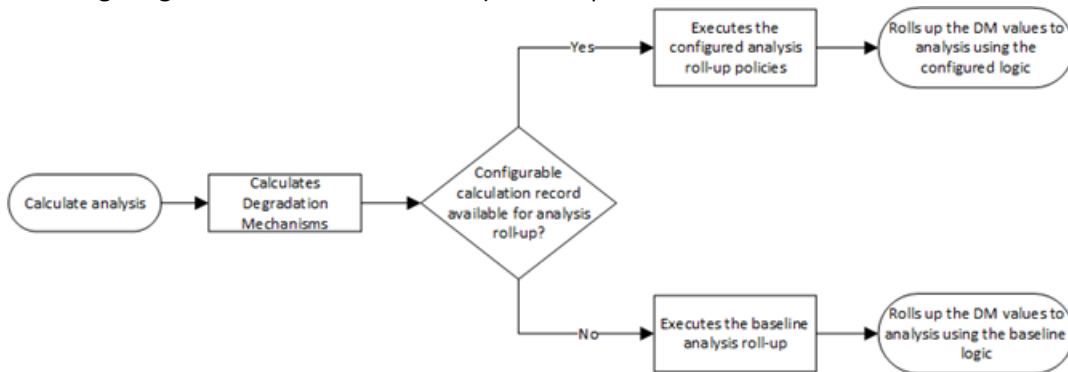 Yes
Executes the
configured analysis
roll-up policies
Rolls up the DM values to
analysis using the
configured logic
Calculate analysis
Calculates
Degradation
Mechanisms
Configurable
calculation record
available for analysis
roll-up?
No
Executes the baseline
analysis roll-up
Rolls up the DM values to
analysis using the baseline
logic